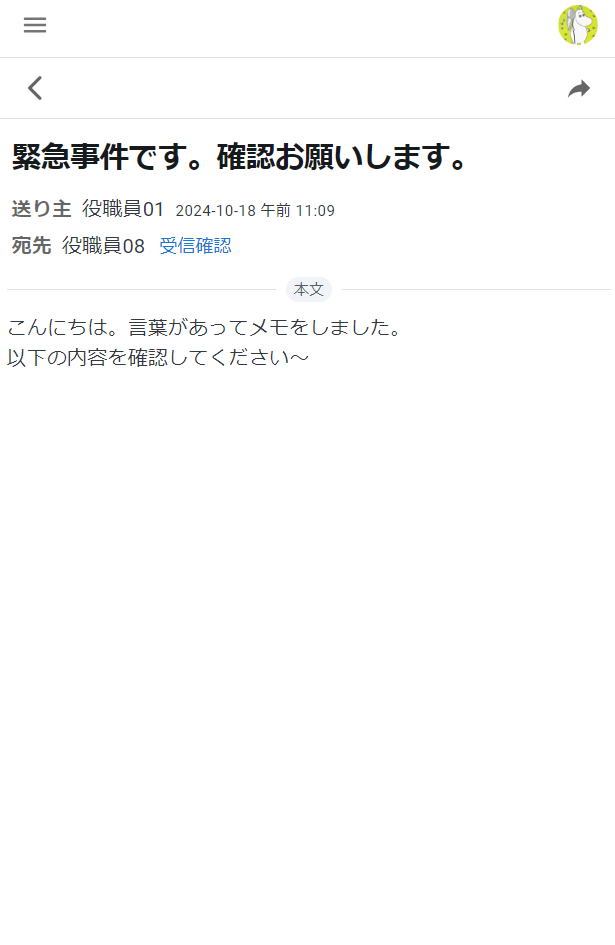 緊急事件です。確認お願いします。
送り主 役職員01 2024-10-18 午前 11:09
宛先 役職員08 受信確認
本文
こんにちは。言葉があってメモをしました。
以下の内容を確認してください～